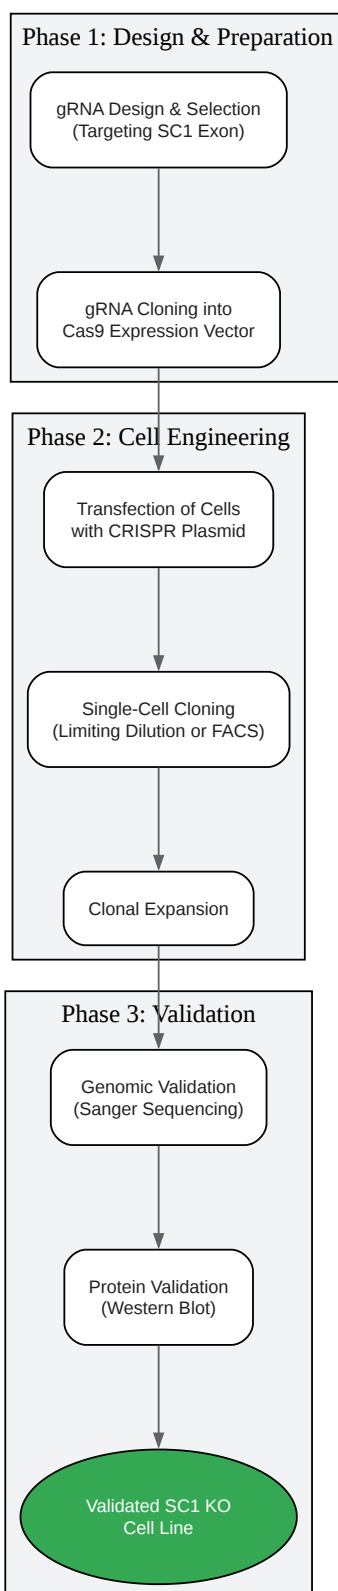 Phase 1: Design & Preparation
gRNA Design & Selection
(Targeting SC1 Exon)
gRNA Cloning into
Cas9 Expression Vector
Phase 2: Cell Engineering
Transfection of Cells
with CRISPR Plasmid
Single-Cell Cloning
(Limiting Dilution or FACS)
Clonal Expansion
Phase 3: Validation
Genomic Validation
(Sanger Sequencing)
Protein Validation
(Western Blot)
Validated SC1 KO
Cell Line